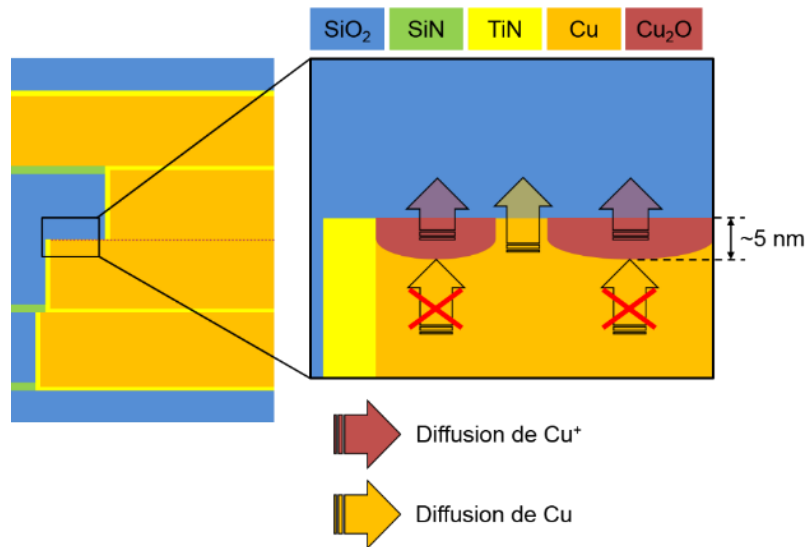 SiO₂ SiN TiN Cu Cu₂O
~5 nm
Diffusion de Cu⁺
Diffusion de Cu